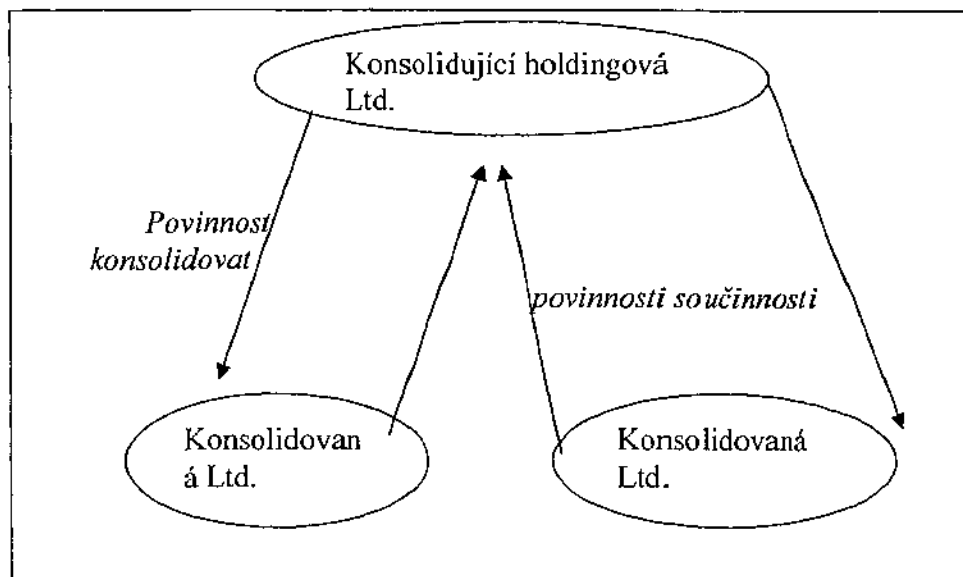 Konsolidující holdingová
Ltd.
Povinnost
konsolidovat
povinnosti součinnosti
Konsolidovan
á Ltd.
Konsolidovaná
Ltd.